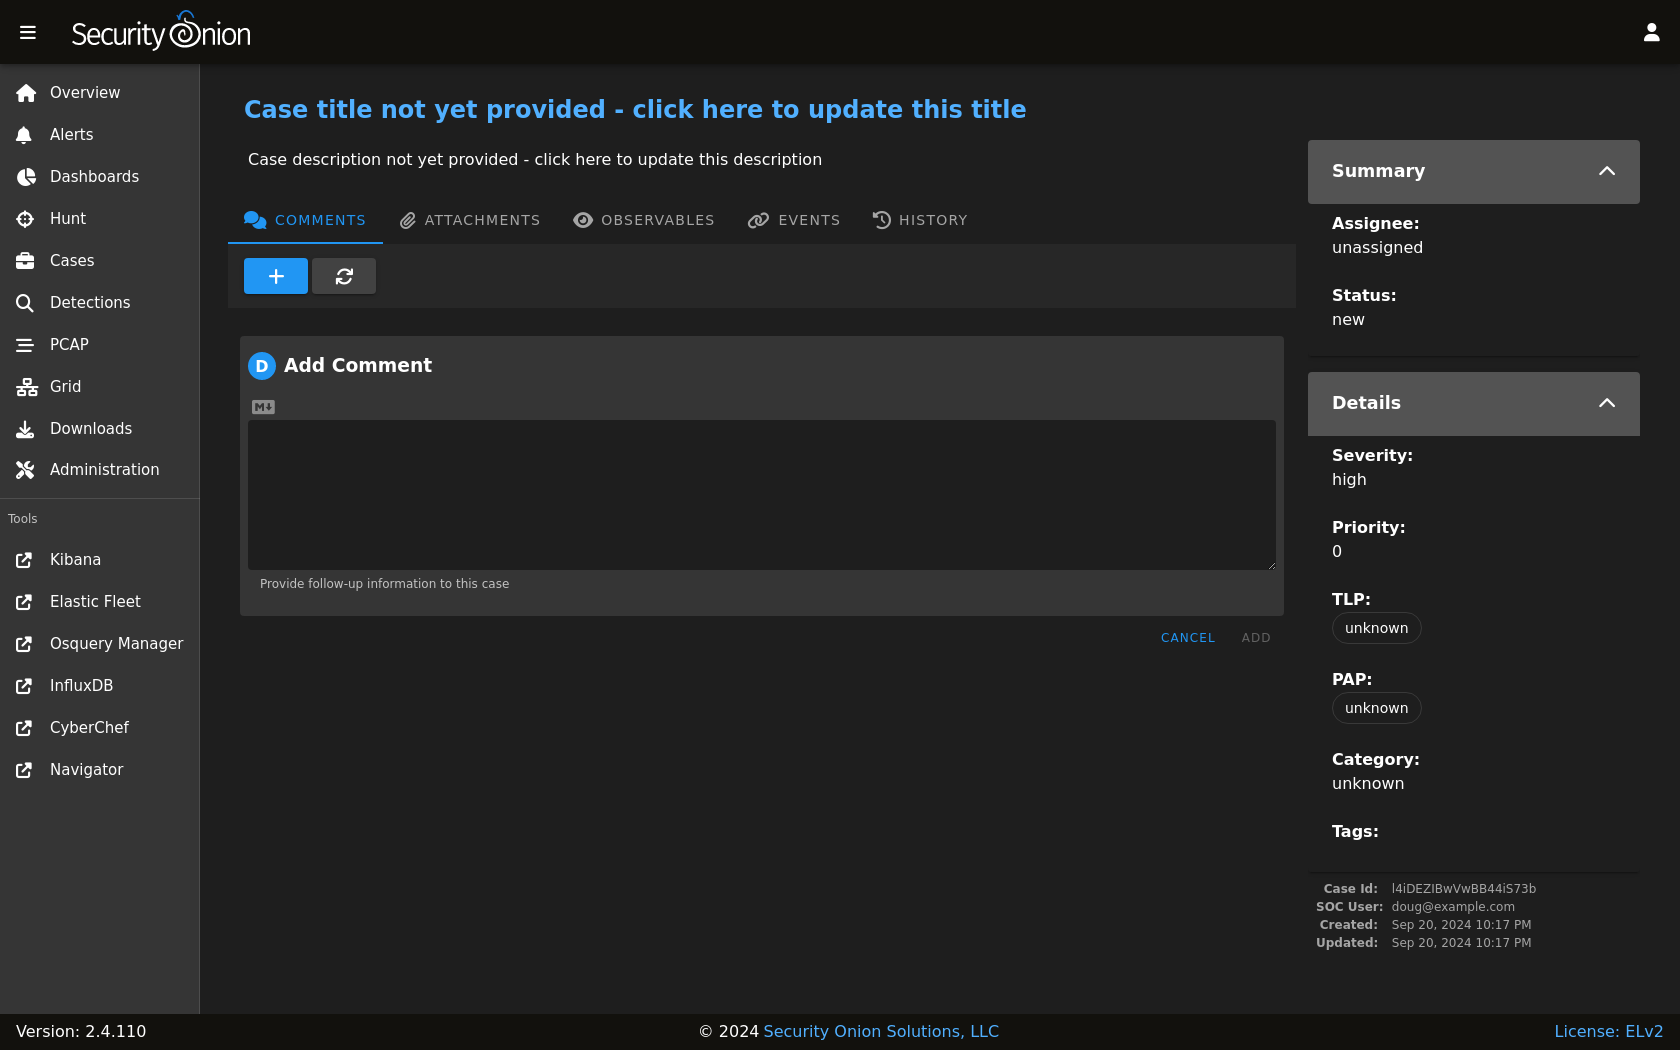 Security Onion
Overview
Alerts
Dashboards
Hunt
Cases
Detections
PCAP
Grid
Downloads
Administration
Tools
Kibana
Elastic Fleet
Osquery Manager
InfluxDB
CyberChef
Navigator
Case title not yet provided - click here to update this title
Case description not yet provided - click here to update this description
COMMENTS ATTACHMENTS OBSERVABLES EVENTS HISTORY
D Add Comment
M
Provide follow-up information to this case
CANCEL ADD
Summary
Assignee:
unassigned
Status:
new
Details
Severity:
high
Priority:
0
TLP:
unknown
PAP:
unknown
Category:
unknown
Tags:
Case Id: l4iDEZIBwVwBB44iS73b
SOC User: doug@example.com
Created: Sep 20, 2024 10:17 PM
Updated: Sep 20, 2024 10:17 PM
Version: 2.4.110 © 2024 Security Onion Solutions, LLC License: ELv2